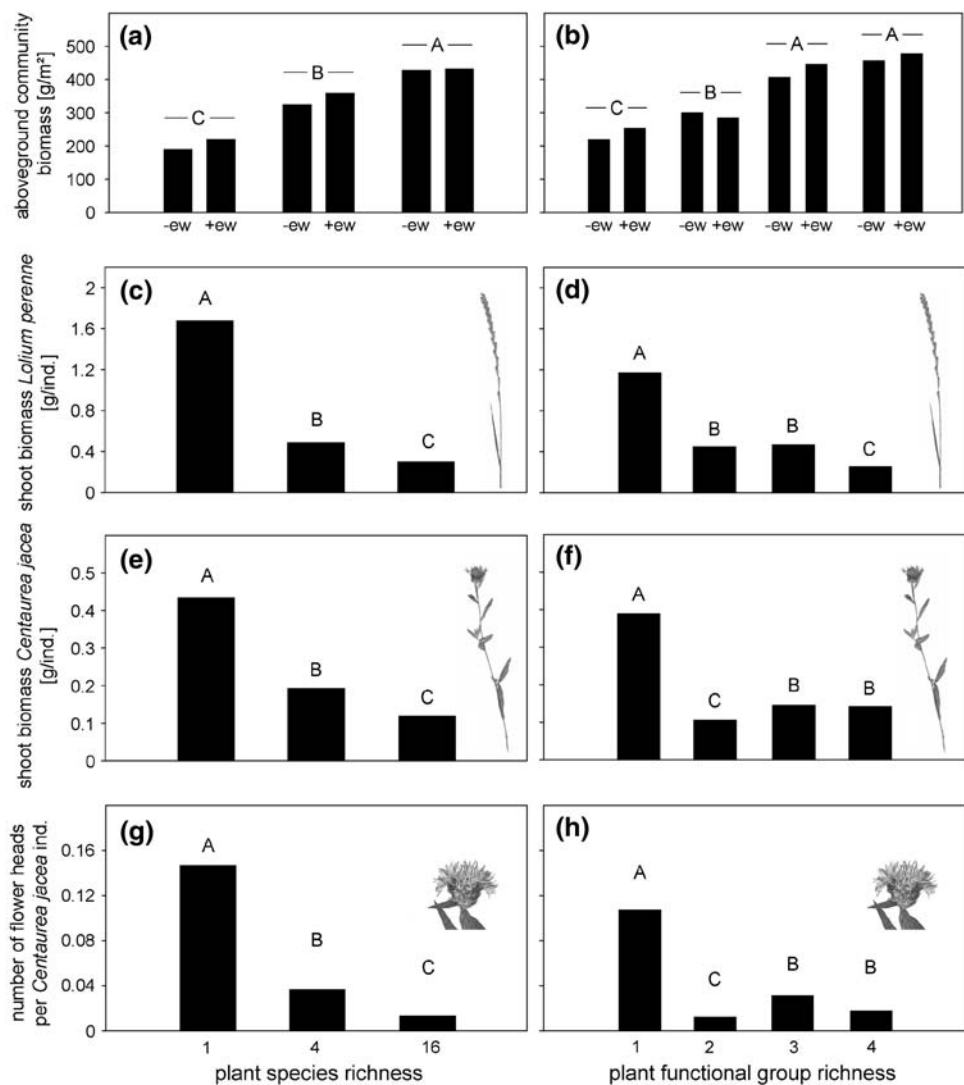 aboveground community
biomass [g/m²]
(a)
500
400
300
200
100
0
C
B
A
-ew +ew -ew +ew -ew +ew
(b)
C
B
A
A
-ew +ew -ew +ew -ew +ew -ew +ew
shoot biomass Lolium perenne
[g/ind.]
(c)
2
1.6
1.2
0.8
0.4
0
A
B
C
(d)
A
B
B
C
shoot biomass Centaurea jacea
[g/ind.]
(e)
0.5
0.4
0.3
0.2
0.1
0
A
B
C
(f)
A
C
B
B
number of flower heads
per Centaurea jacea ind.
(g)
0.16
0.12
0.08
0.04
0
A
B
C
1 4 16
plant species richness
(h)
A
C
B
B
1 2 3 4
plant functional group richness